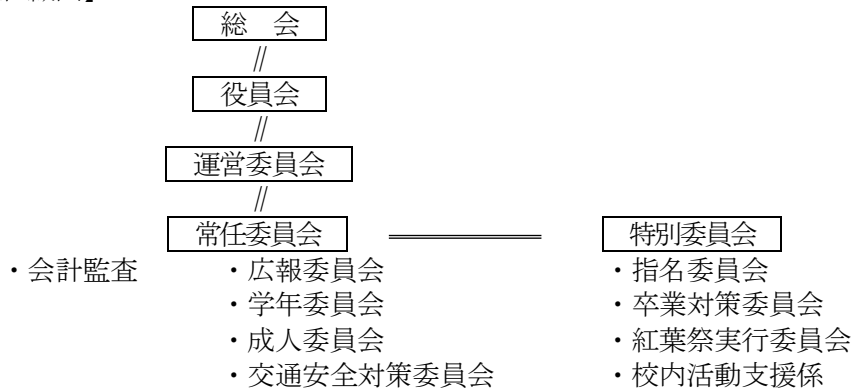 総　会
//
役員会
//
運営委員会
//
常任委員会 特別委員会
・会計監査 ・広報委員会 ・指名委員会
・学年委員会 ・卒業対策委員会
・成人委員会 ・紅葉祭実行委員会
・交通安全対策委員会 ・校内活動支援係